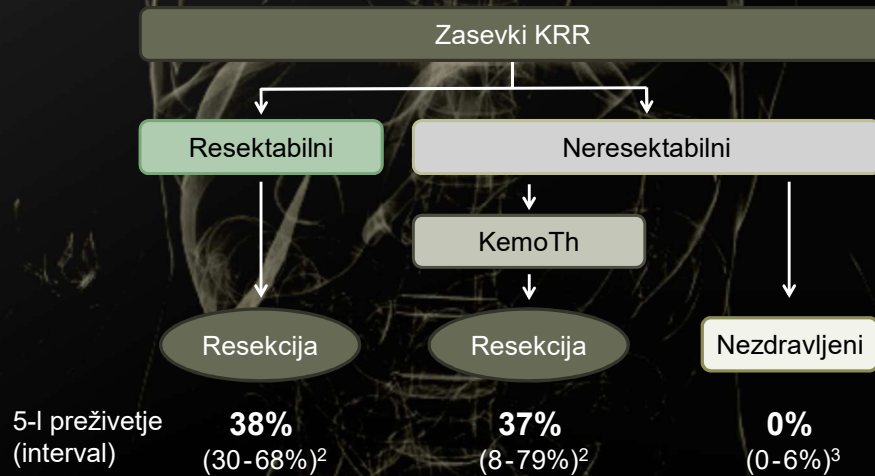 Zasevki KRR
Resektabilni
Neresektabilni
KemoTh
Resekcija
Resekcija
Nezdravljeni
5-l preživetje
(interval)
38%
(30-68%)²
37%
(8-79%)²
0%
(0-6%)³